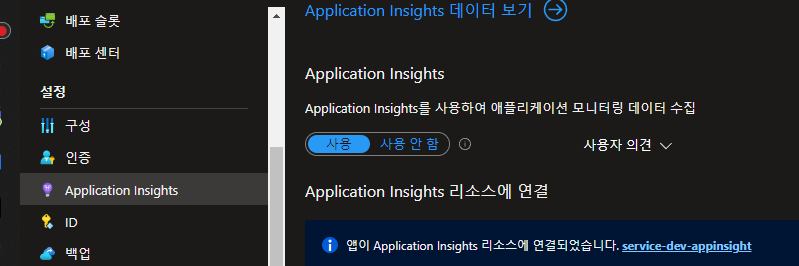 배포 슬롯
배포 센터
설정
구성
인증
Application Insights
ID
백업
Application Insights 데이터 보기
Application Insights
Application Insights를 사용하여 애플리케이션 모니터링 데이터 수집
사용 사용 안 함
사용자 의견
Application Insights 리소스에 연결
앱이 Application Insights 리소스에 연결되었습니다. service-dev-appinsight